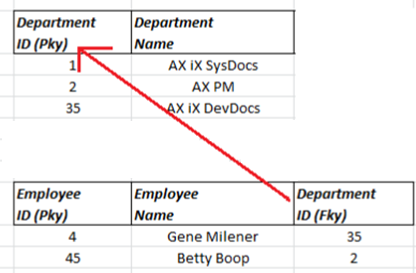 Department Department
ID (Pky) Name
1 AX iX SysDocs
2 AX PM
35 AX iX DevDocs
Employee Employee Department
ID (Pky) Name ID (Fky)
4 Gene Milener 35
45 Betty Boop 2